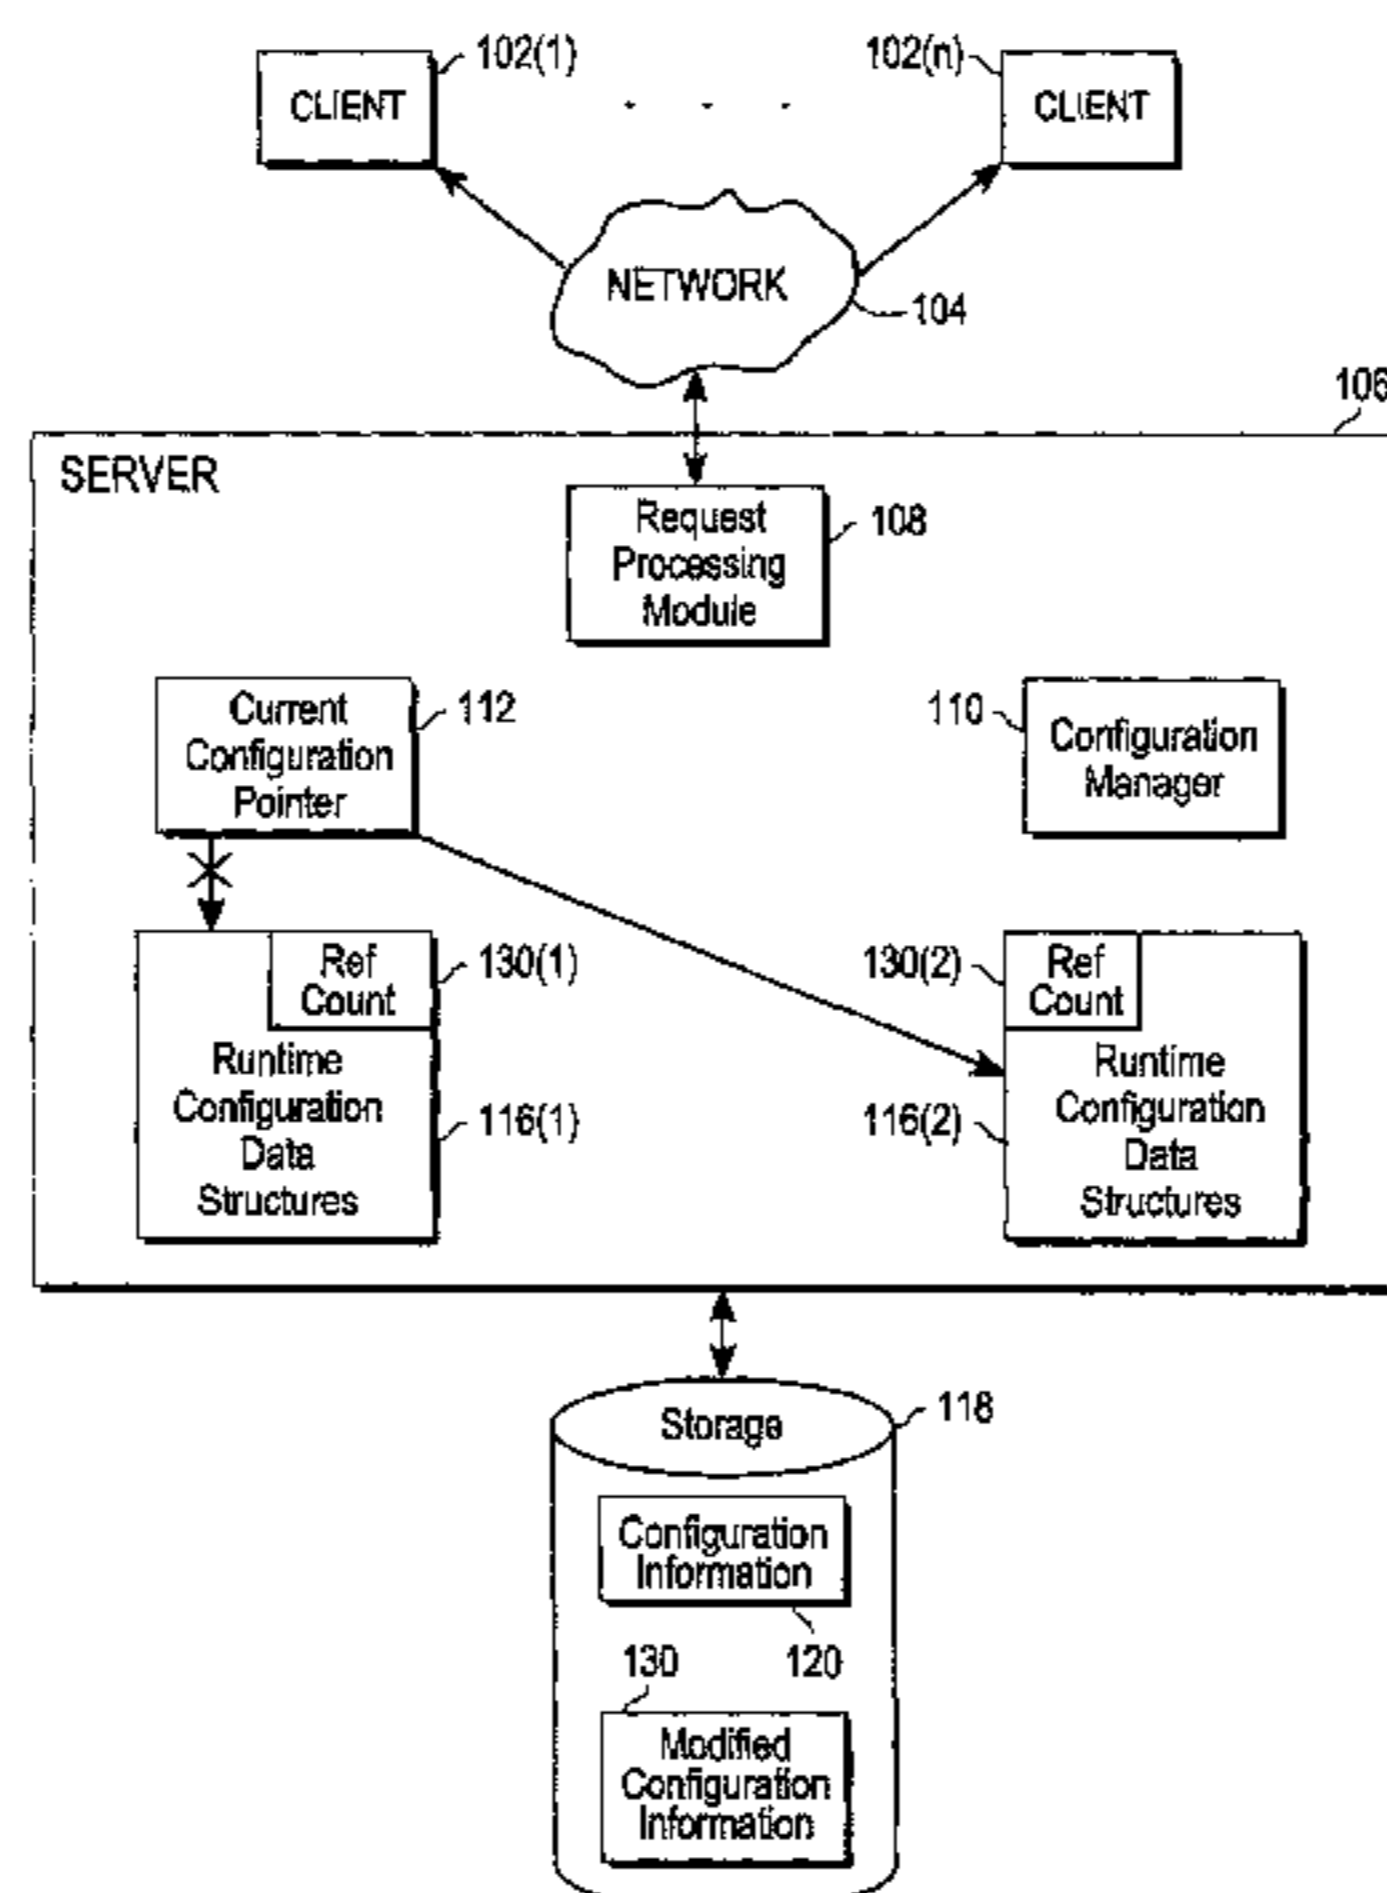 102(1)
102(n)
CLIENT
. . .
CLIENT
NETWORK
104
106
SERVER
Request
Processing
Module
108
Current
Configuration
Pointer
112
110
Configuration
Manager
Ref
Count
130(1)
130(2)
Ref
Count
Runtime
Configuration
Data
Structures
116(1)
116(2)
Runtime
Configuration
Data
Structures
Storage
118
Configuration
Information
120
130
Modified
Configuration
Information